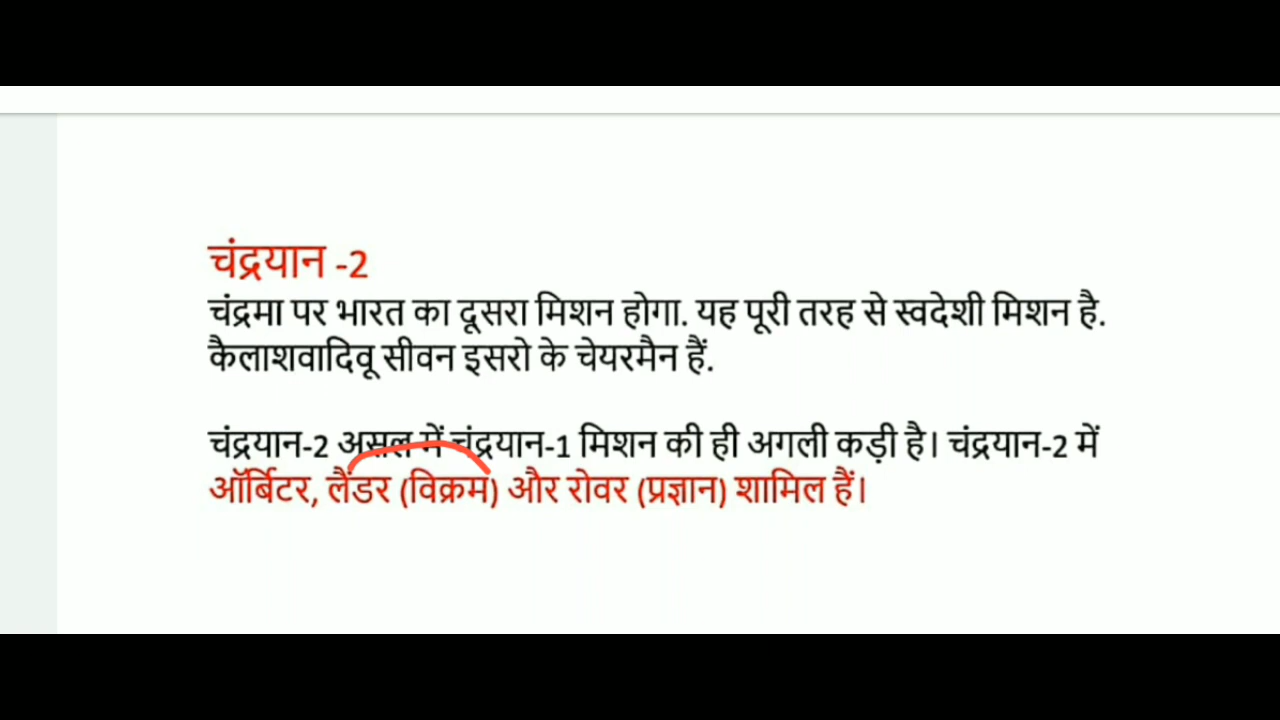 चंद्रयान -2
चंद्रमा पर भारत का दूसरा मिशन होगा. यह पूरी तरह से स्वदेशी मिशन है.
कैलाशवादिवू सीवन इसरो के चेयरमैन हैं.
चंद्रयान-2 असल में चंद्रयान-1 मिशन की ही अगली कड़ी है। चंद्रयान-2 में
ऑर्बिटर, लैंडर (विक्रम) और रोवर (प्रज्ञान) शामिल हैं।